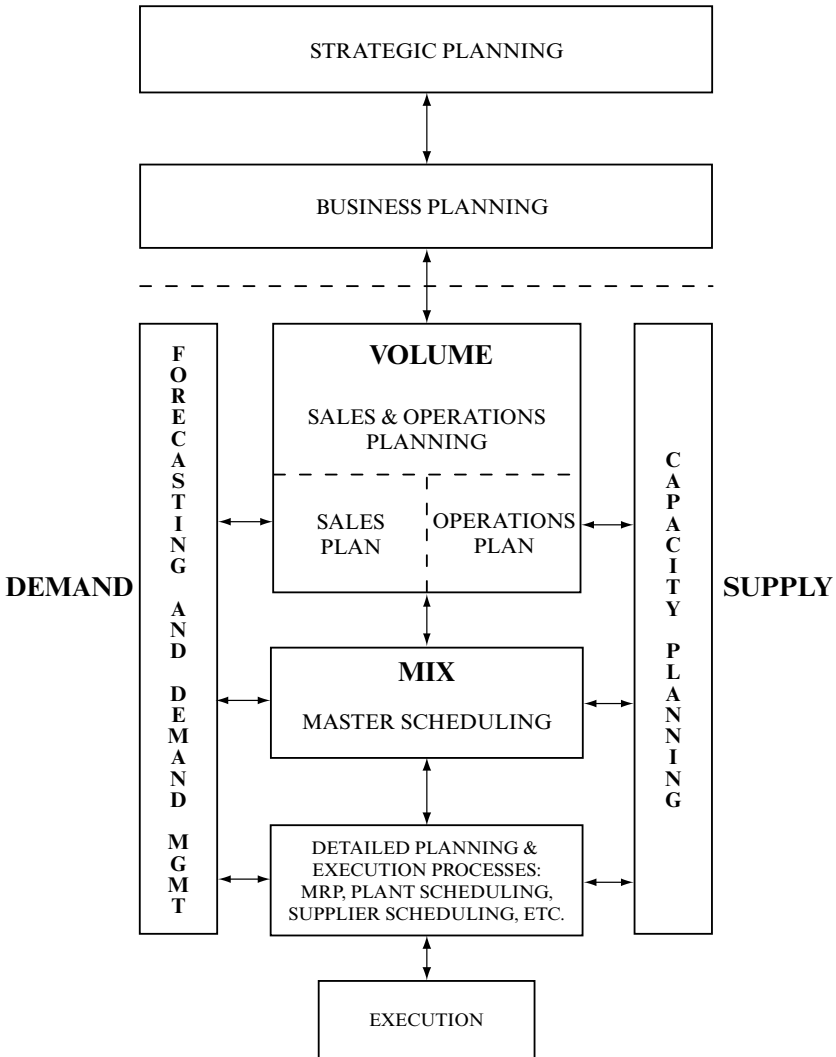 STRATEGIC PLANNING
BUSINESS PLANNING
VOLUME
SALES & OPERATIONS
PLANNING
SALES
PLAN
OPERATIONS
PLAN
DEMAND
FORECASTING AND DEMAND MGMT
CAPACITY PLANNING
SUPPLY
MIX
MASTER SCHEDULING
DETAILED PLANNING &
EXECUTION PROCESSES:
MRP, PLANT SCHEDULING,
SUPPLIER SCHEDULING, ETC.
EXECUTION